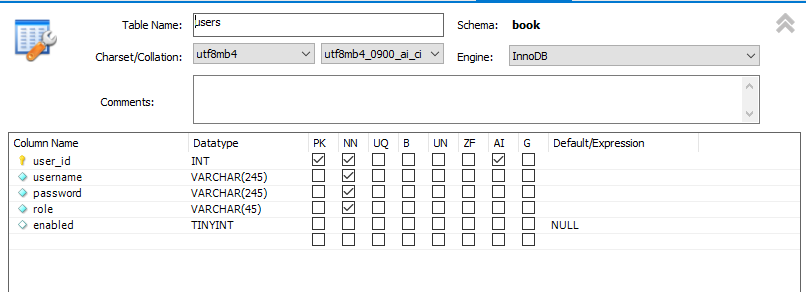 Table Name: users Schema: book
Charset/Collation: utf8mb4 utf8mb4_0900_ai_ci Engine: InnoDB
Comments:
Column Name Datatype PK NN UQ B UN ZF AI G Default/Expression
user_id INT
username VARCHAR(245)
password VARCHAR(245)
role VARCHAR(45)
enabled TINYINT NULL